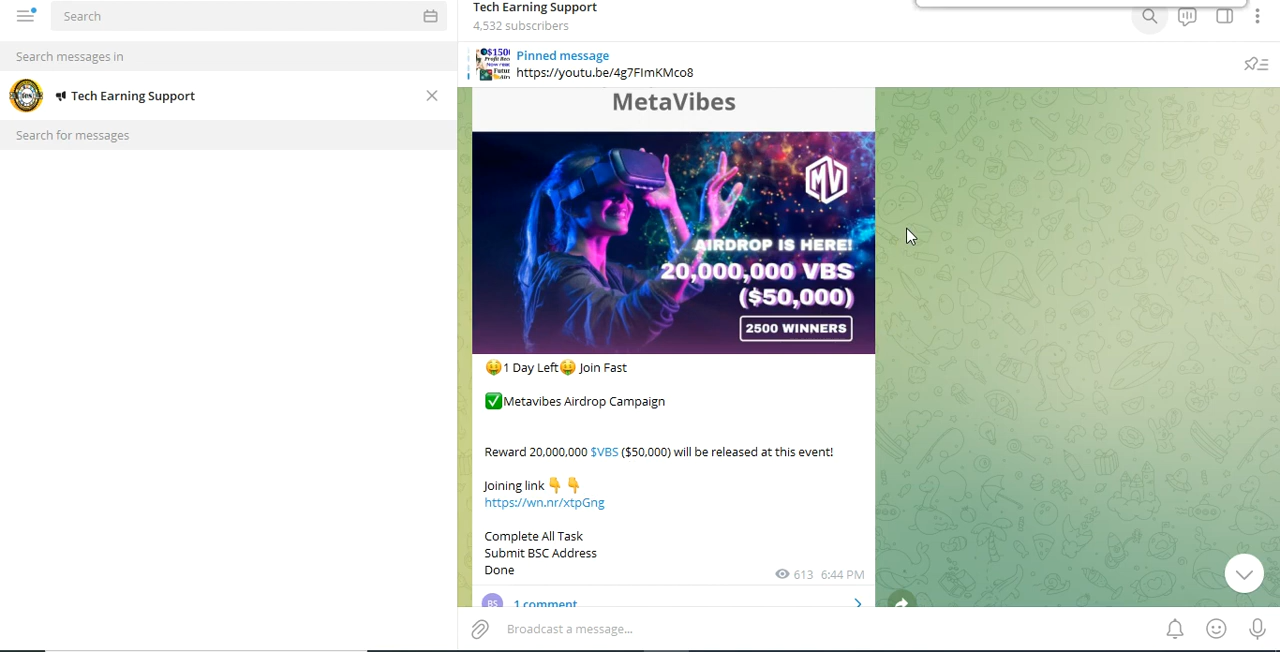 Search
Search messages in
Tech Earning Support
Search for messages
Tech Earning Support
4,532 subscribers
Pinned message
https://youtu.be/4g7FImKMco8
MetaVibes
MV
AIRDROP IS HERE!
20,000,000 VBS
($50,000)
2500 WINNERS
🤑1 Day Left🤑 Join Fast
✅Metavibes Airdrop Campaign
Reward 20,000,000 $VBS ($50,000) will be released at this event!
Joining link 👇 👇
https://wn.nr/xtpGng
Complete All Task
Submit BSC Address
Done
613 6:44 PM
BS 1 comment
Broadcast a message...